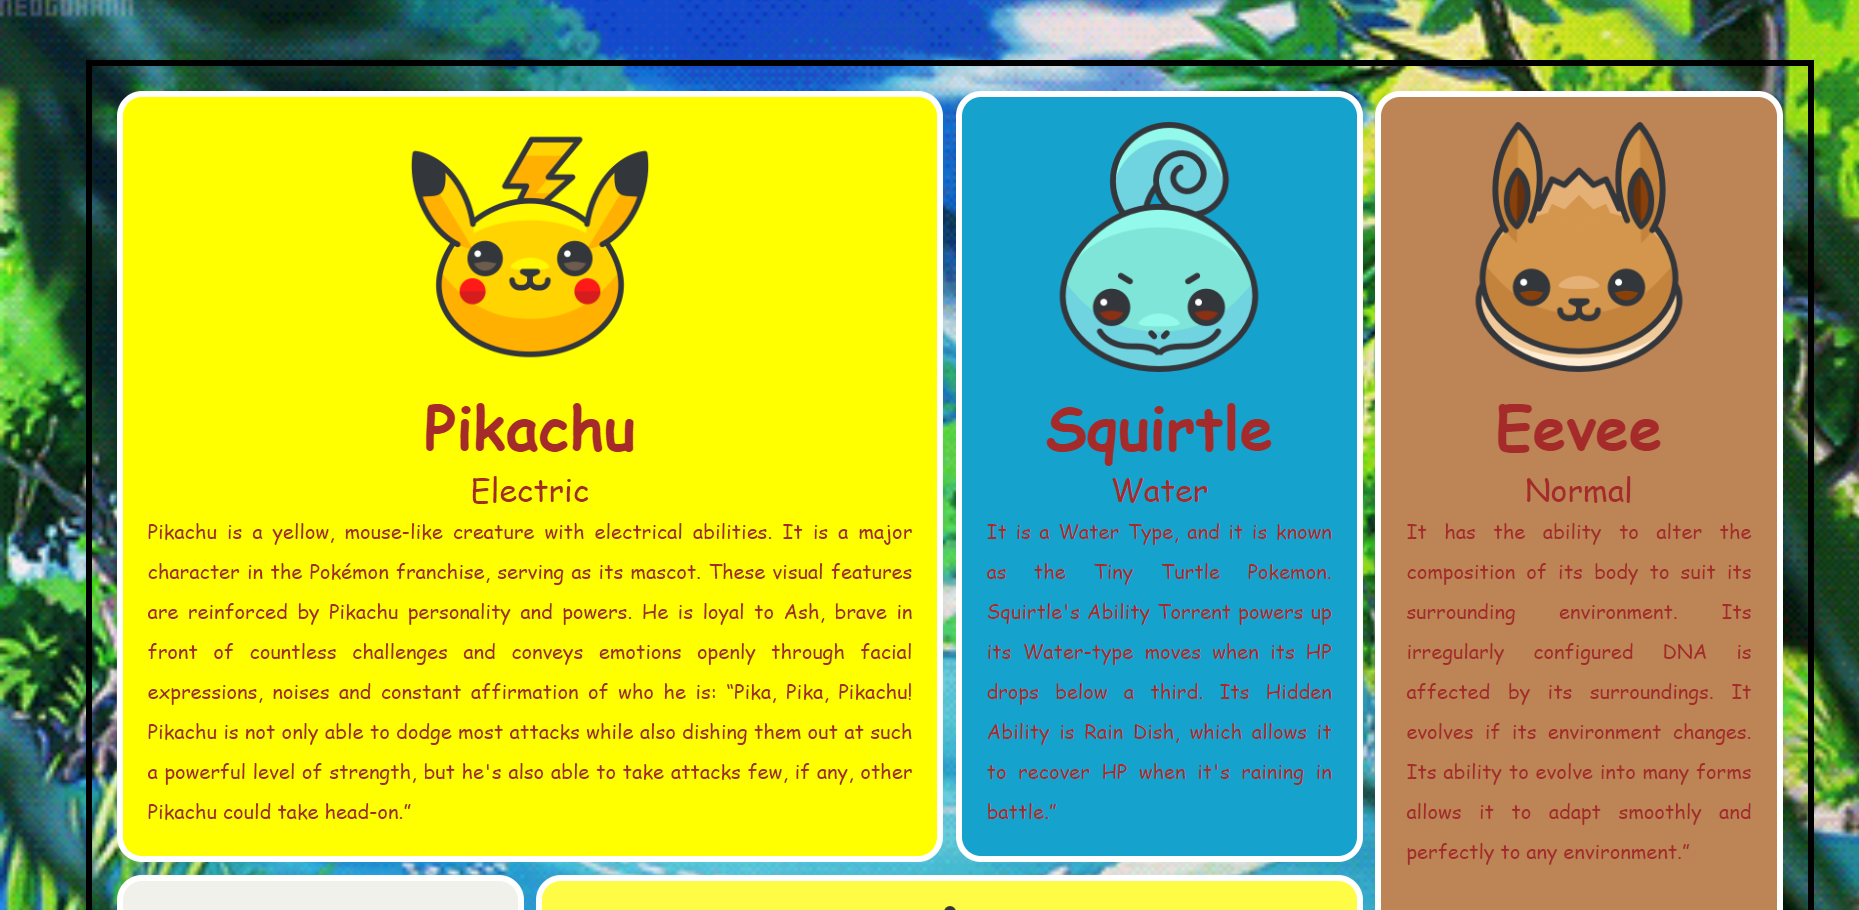 NEOGOHANN
Pikachu
Electric
Pikachu is a yellow, mouse-like creature with electrical abilities. It is a major
character in the Pokémon franchise, serving as its mascot. These visual features
are reinforced by Pikachu personality and powers. He is loyal to Ash, brave in
front of countless challenges and conveys emotions openly through facial
expressions, noises and constant affirmation of who he is: “Pika, Pika, Pikachu!
Pikachu is not only able to dodge most attacks while also dishing them out at such
a powerful level of strength, but he's also able to take attacks few, if any, other
Pikachu could take head-on.”
Squirtle
Water
It is a Water Type, and it is known
as the Tiny Turtle Pokemon.
Squirtle's Ability Torrent powers up
its Water-type moves when its HP
drops below a third. Its Hidden
Ability is Rain Dish, which allows it
to recover HP when it's raining in
battle.”
Eevee
Normal
It has the ability to alter the
composition of its body to suit its
surrounding environment. Its
irregularly configured DNA is
affected by its surroundings. It
evolves if its environment changes.
Its ability to evolve into many forms
allows it to adapt smoothly and
perfectly to any environment.”